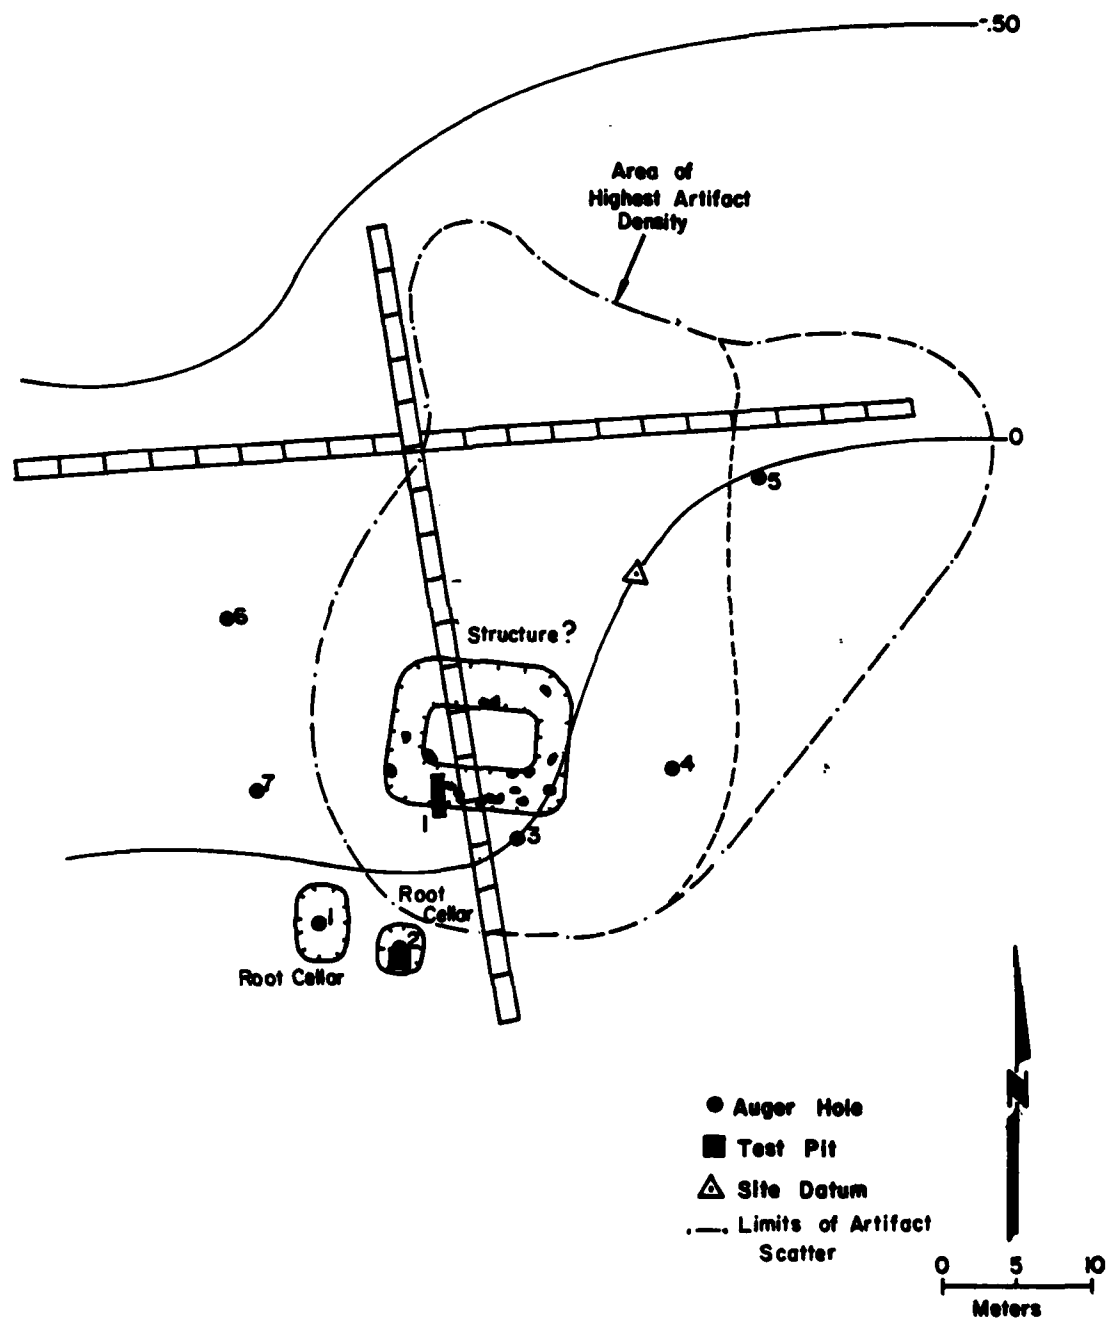 -.50
Area of
Highest Artifact
Density
0
5
6
Structure?
7
4
1
3
Root
Cellar
1
2
Root Cellar
N
Auger Hole
Test Pit
Site Datum
Limits of Artifact
Scatter
0 5 10
Meters